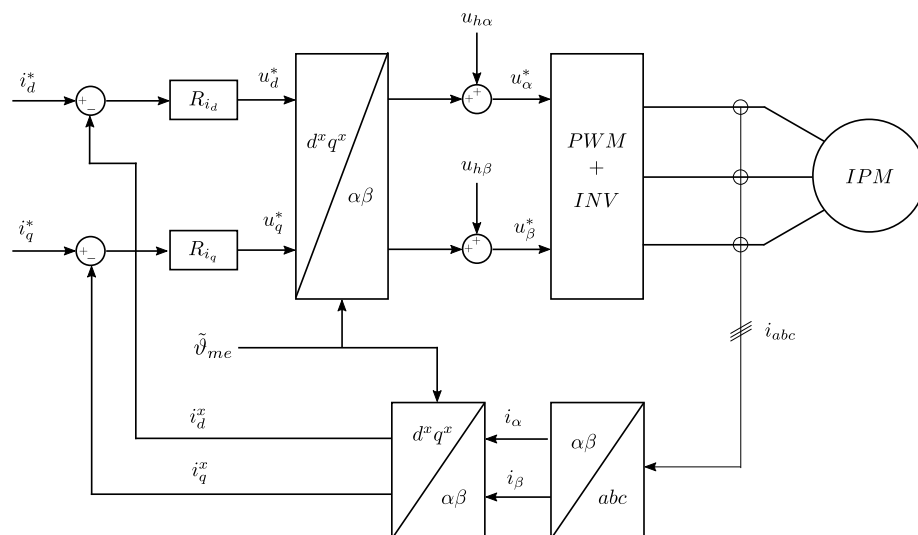 u_{hα}
i_d^*
+
−
R_{i_d}
u_d^*
d^x q^x
αβ
+
+
u_α^*
PWM
+
INV
IPM
u_{hβ}
i_q^*
+
−
R_{i_q}
u_q^*
+
+
u_β^*
\tilde{ϑ}_{me}
i_{abc}
i_d^x
d^x q^x
αβ
i_α
αβ
abc
i_q^x
i_β